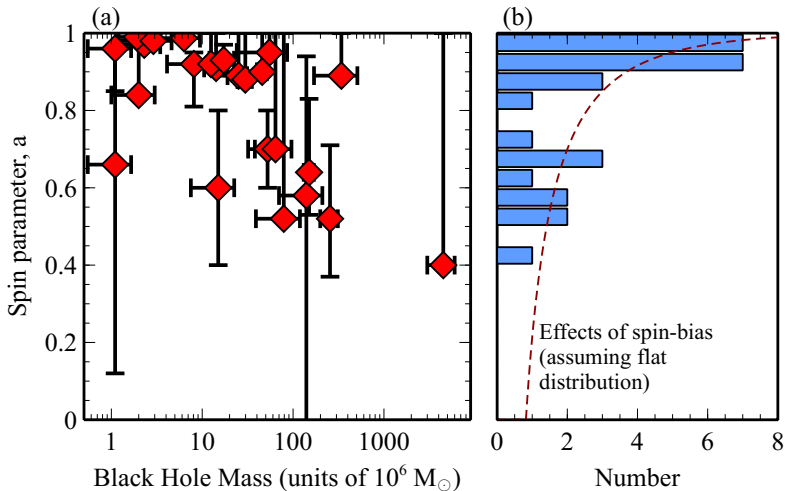 (a)
(b)
1
0.8
0.6
0.4
0.2
0
Spin parameter, a
1 10 100 1000
Black Hole Mass (units of 10⁶ M☉)
Effects of spin-bias
(assuming flat
distribution)
0 2 4 6 8
Number